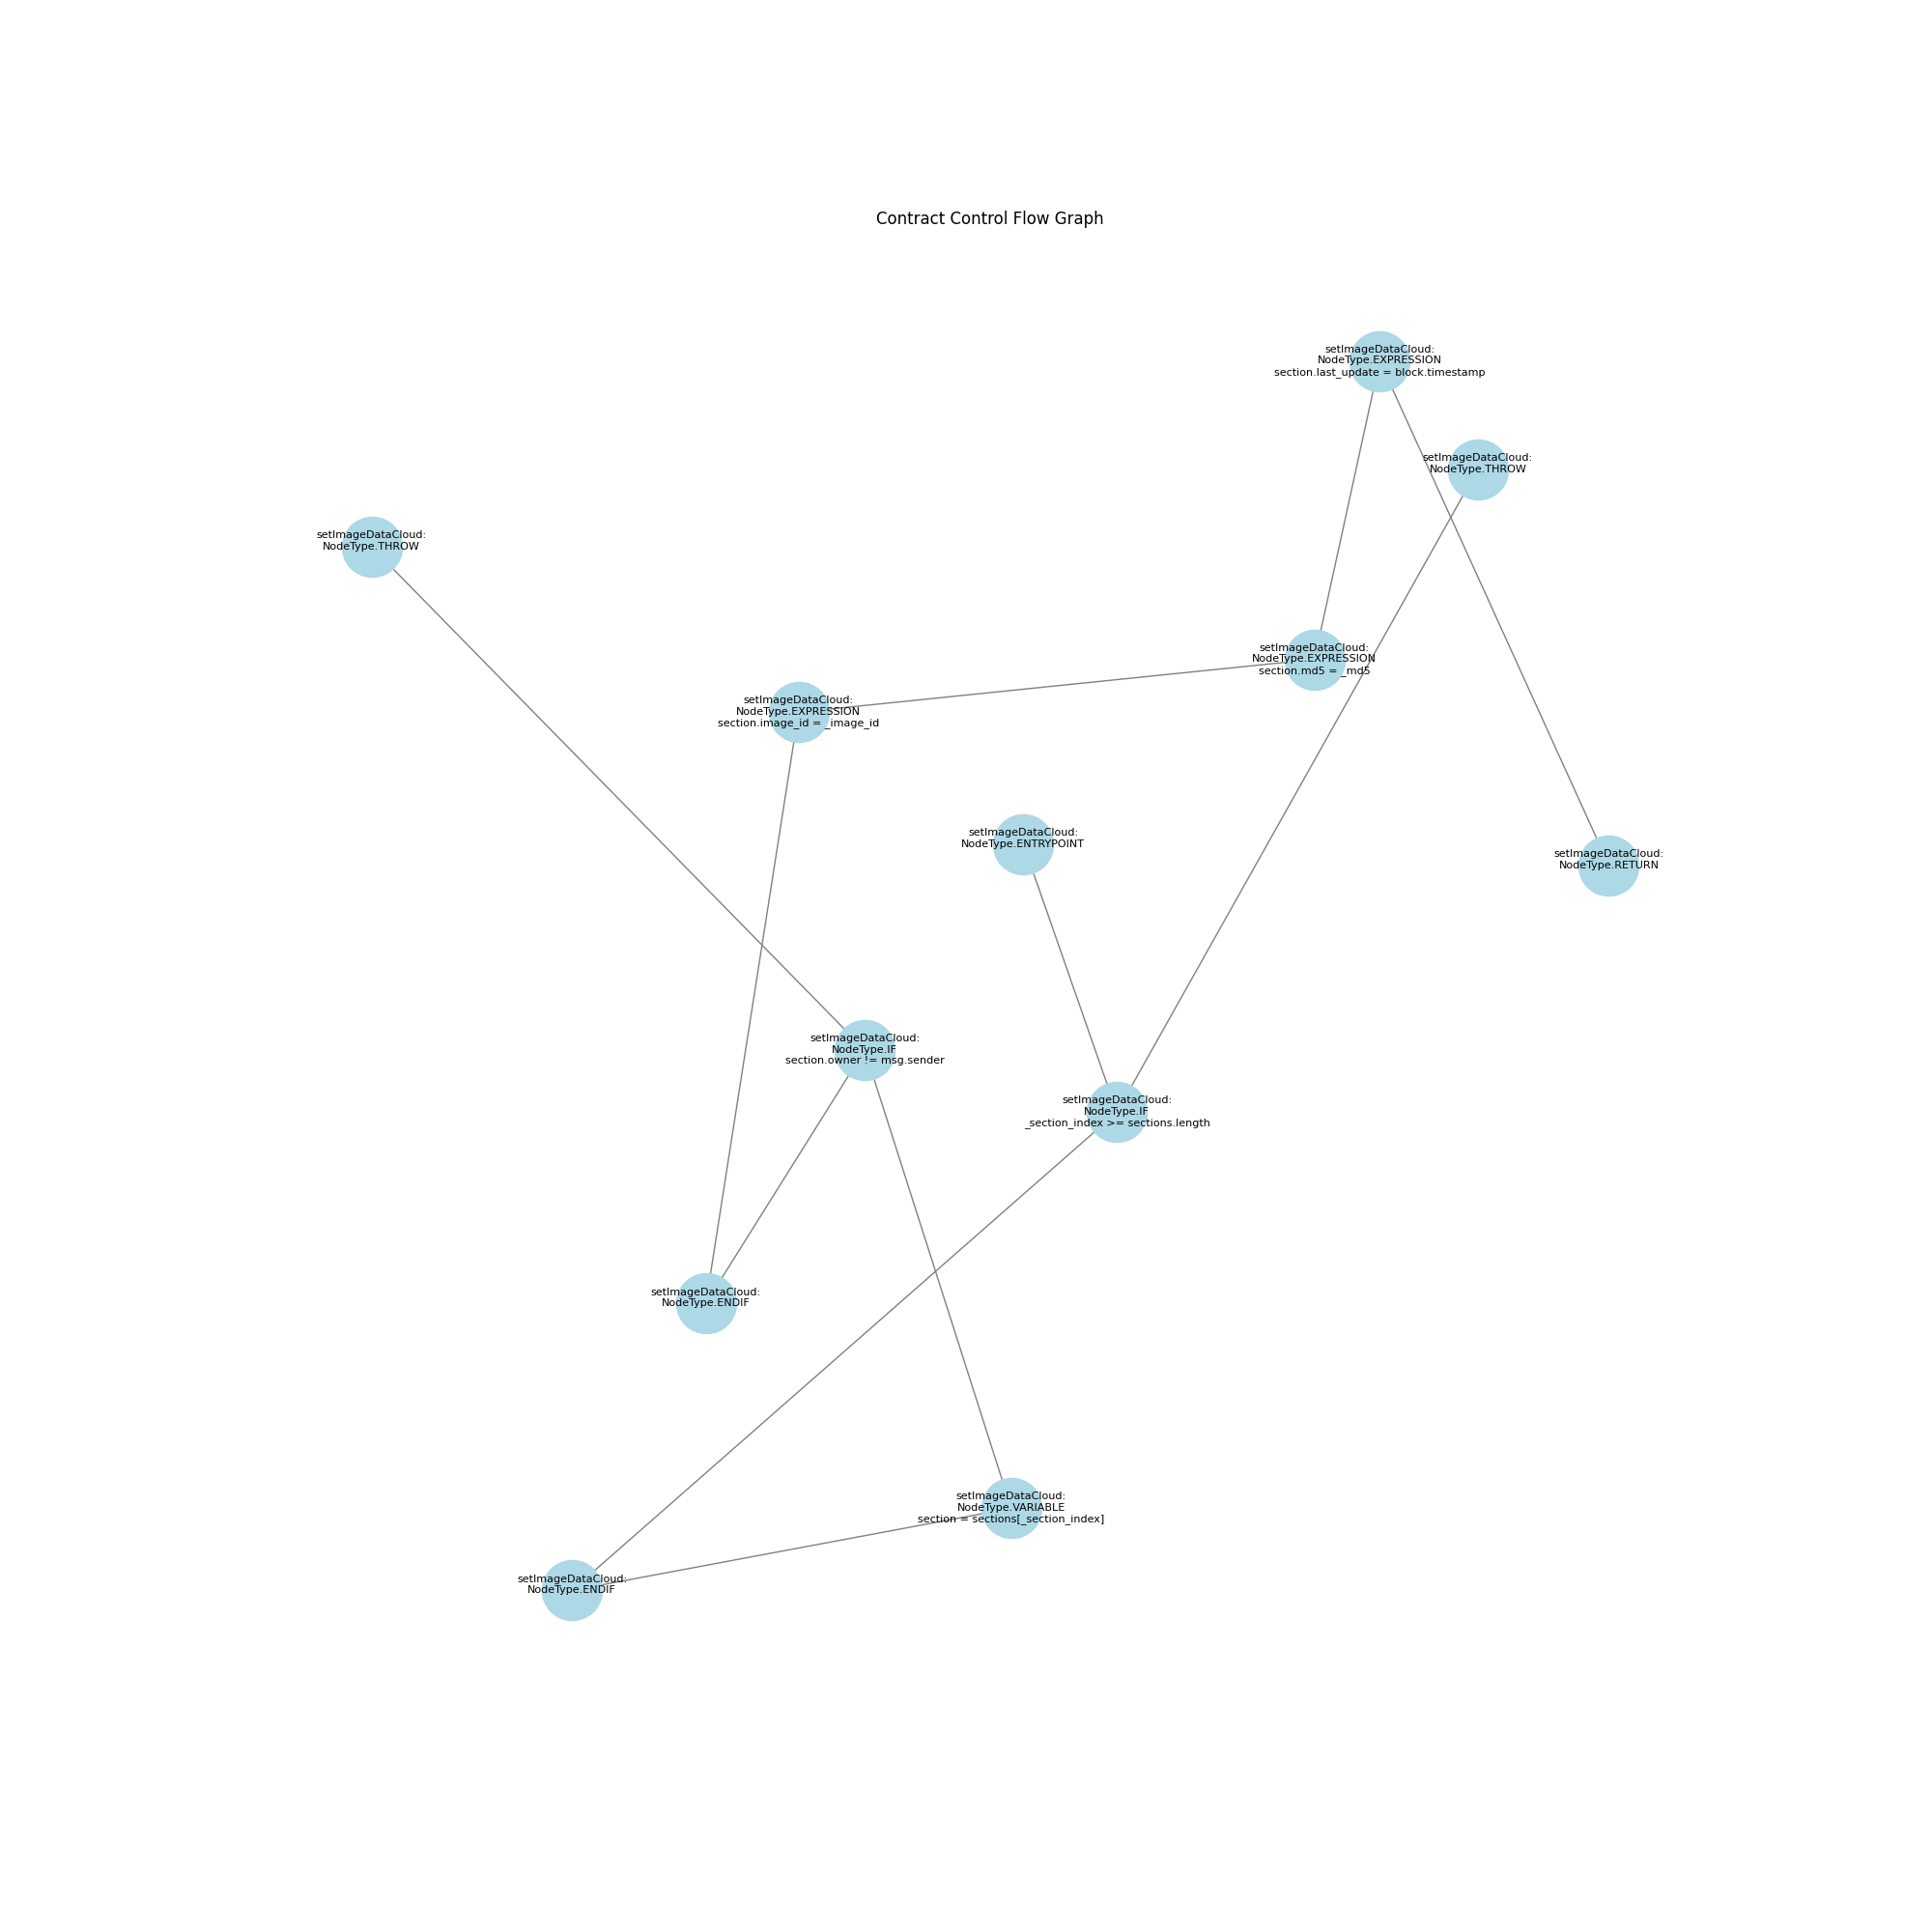 Contract Control Flow Graph
setImageDataCloud:
NodeType.EXPRESSION
section.last_update = block.timestamp
setImageDataCloud:
NodeType.THROW
setImageDataCloud:
NodeType.THROW
setImageDataCloud:
NodeType.EXPRESSION
section.md5 = _md5
setImageDataCloud:
NodeType.EXPRESSION
section.image_id = _image_id
setImageDataCloud:
NodeType.ENTRYPOINT
setImageDataCloud:
NodeType.RETURN
setImageDataCloud:
NodeType.IF
section.owner != msg.sender
setImageDataCloud:
NodeType.IF
_section_index >= sections.length
setImageDataCloud:
NodeType.ENDIF
setImageDataCloud:
NodeType.VARIABLE
section = sections[_section_index]
setImageDataCloud:
NodeType.ENDIF